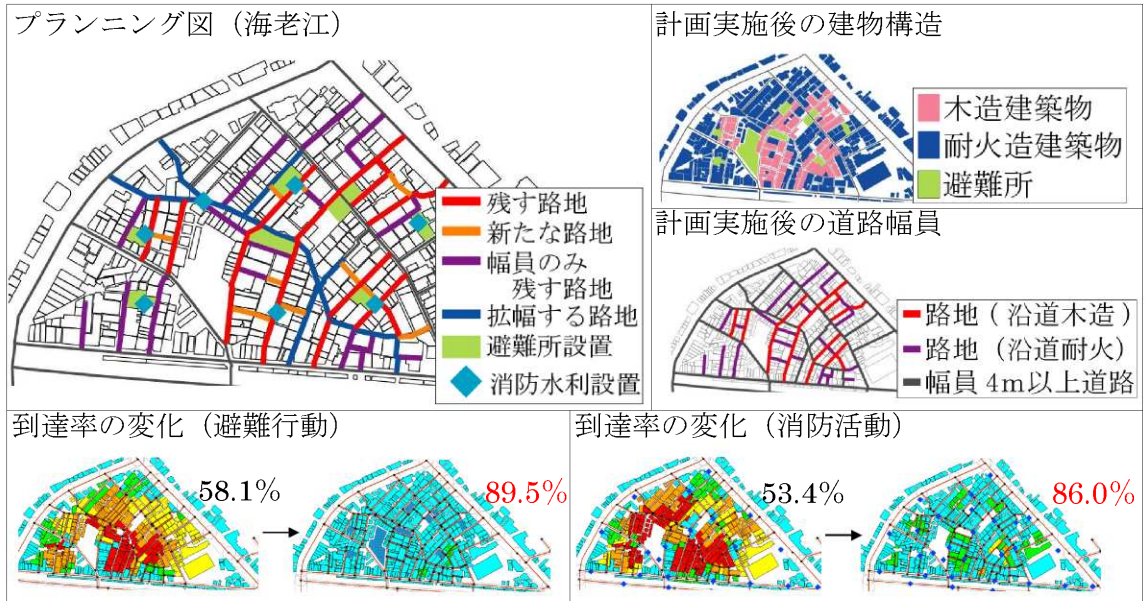 プランニング図（海老江）
残す路地
新たな路地
幅員のみ
残す路地
拡幅する路地
避難所設置
消防水利設置
計画実施後の建物構造
木造建築物
耐火造建築物
避難所
計画実施後の道路幅員
路地（沿道木造）
路地（沿道耐火）
幅員4m以上道路
到達率の変化（避難行動）
58.1%
89.5%
到達率の変化（消防活動）
53.4%
86.0%